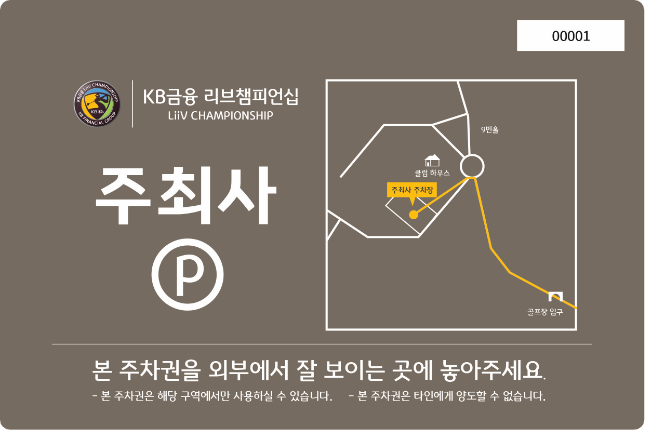 00001
KB금융 리브챔피언십
LiiV CHAMPIONSHIP
주최사
P
9번홀
클럽 하우스
주최사 주차장
골프장 입구
본 주차권을 외부에서 잘 보이는 곳에 놓아주세요.
- 본 주차권은 해당 구역에서만 사용하실 수 있습니다. - 본 주차권은 타인에게 양도할 수 없습니다.